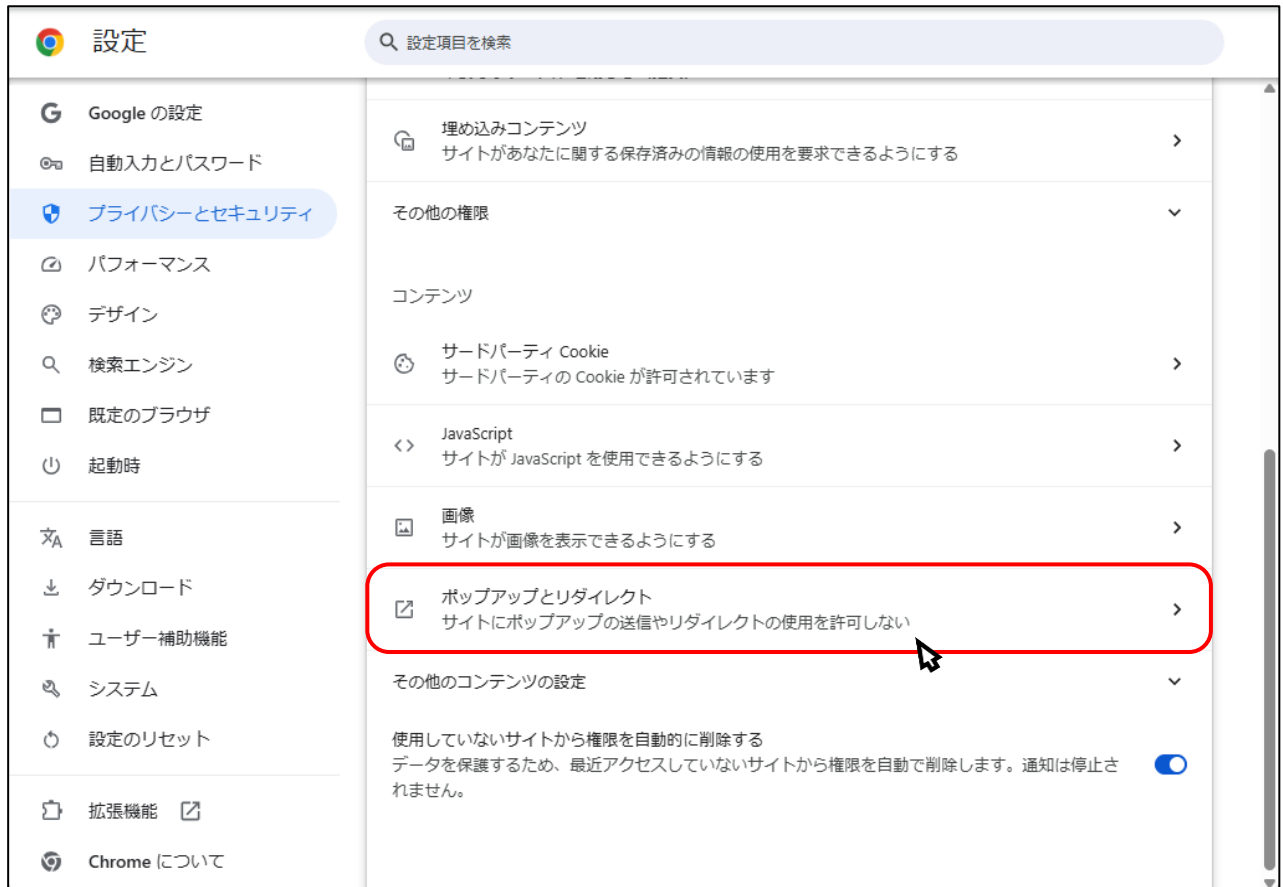 設定
設定項目を検索
Google の設定
自動入力とパスワード
プライバシーとセキュリティ
パフォーマンス
デザイン
検索エンジン
既定のブラウザ
起動時
言語
ダウンロード
ユーザー補助機能
システム
設定のリセット
拡張機能
Chrome について
埋め込みコンテンツ
サイトがあなたに関する保存済みの情報の使用を要求できるようにする
その他の権限
コンテンツ
サードパーティ Cookie
サードパーティの Cookie が許可されています
JavaScript
サイトが JavaScript を使用できるようにする
画像
サイトが画像を表示できるようにする
ポップアップとリダイレクト
サイトにポップアップの送信やリダイレクトの使用を許可しない
その他のコンテンツの設定
使用していないサイトから権限を自動的に削除する
データを保護するため、最近アクセスしていないサイトから権限を自動で削除します。通知は停止さ
れません。